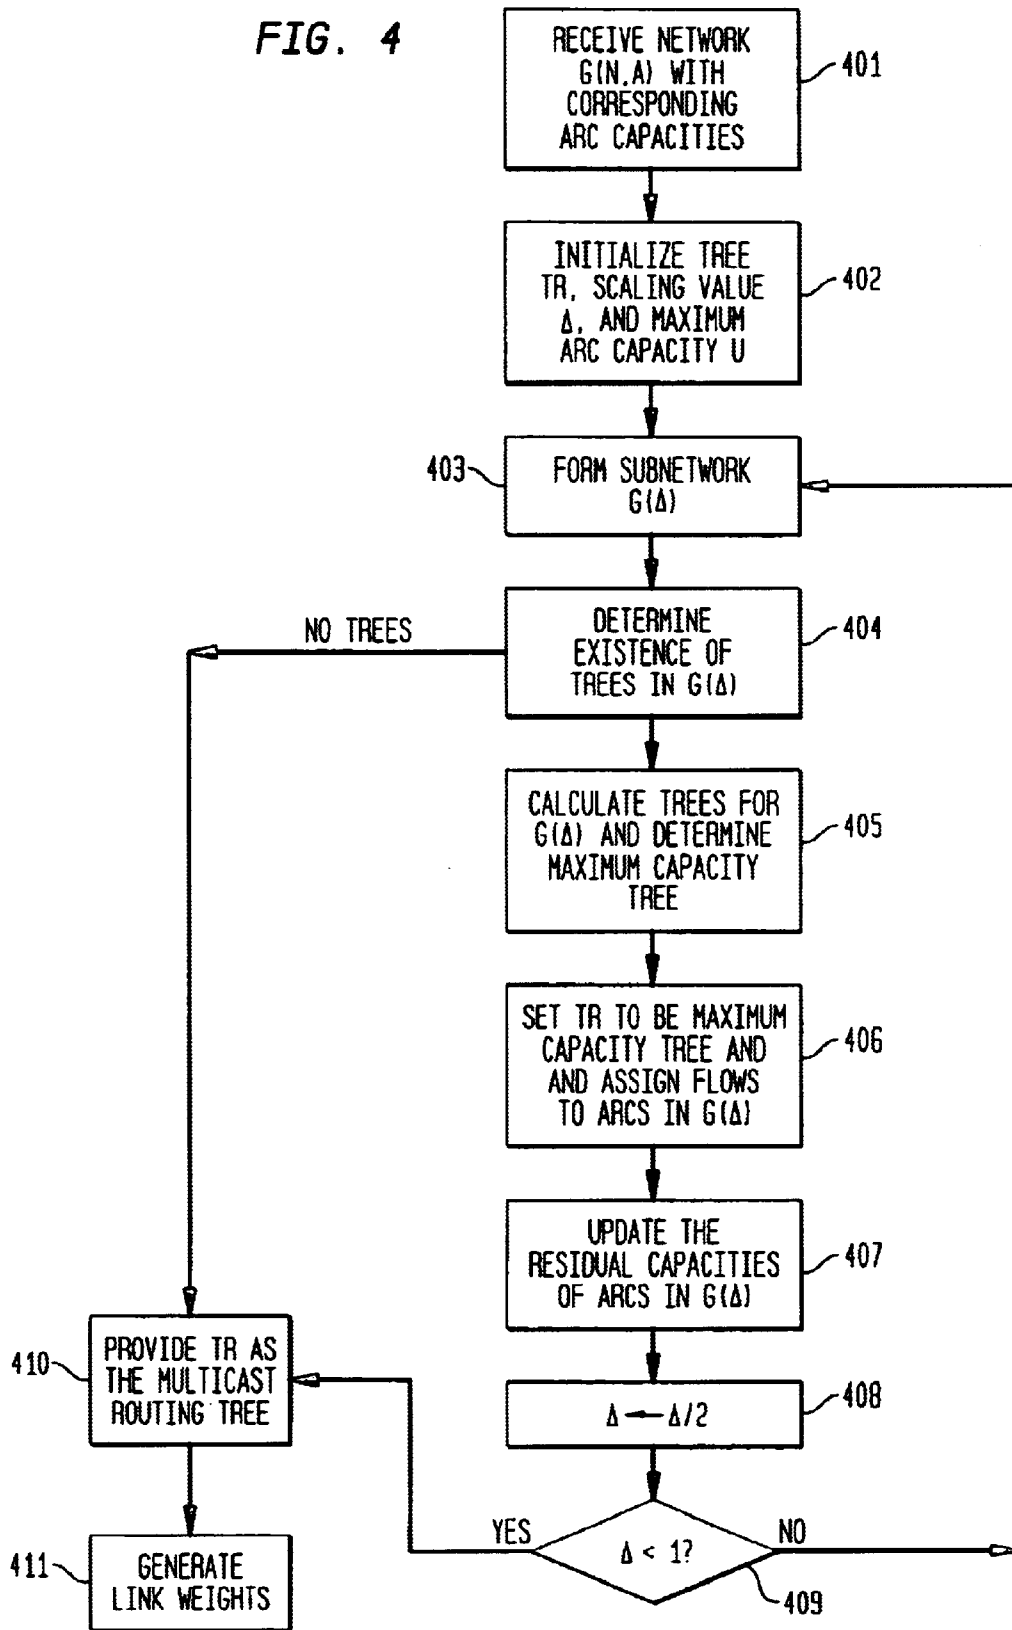 FIG. 4
RECEIVE NETWORK
G(N,A) WITH
CORRESPONDING
ARC CAPACITIES
401
INITIALIZE TREE
TR, SCALING VALUE
Δ, AND MAXIMUM
ARC CAPACITY U
402
403
FORM SUBNETWORK
G(Δ)
NO TREES
DETERMINE
EXISTENCE OF
TREES IN G(Δ)
404
CALCULATE TREES FOR
G(Δ) AND DETERMINE
MAXIMUM CAPACITY
TREE
405
SET TR TO BE MAXIMUM
CAPACITY TREE AND
AND ASSIGN FLOWS
TO ARCS IN G(Δ)
406
UPDATE THE
RESIDUAL CAPACITIES
OF ARCS IN G(Δ)
407
410
PROVIDE TR AS
THE MULTICAST
ROUTING TREE
Δ ← Δ/2
408
YES
Δ < 1?
NO
409
411
GENERATE
LINK WEIGHTS